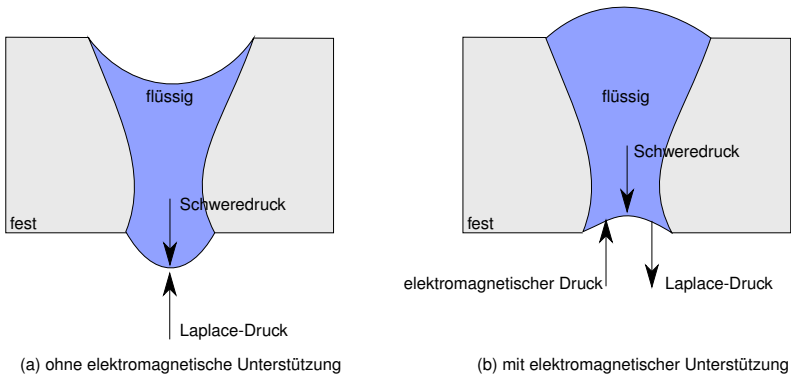 flüssig
Schweredruck
fest
Laplace-Druck
(a) ohne elektromagnetische Unterstützung
flüssig
Schweredruck
fest
elektromagnetischer Druck
Laplace-Druck
(b) mit elektromagnetischer Unterstützung